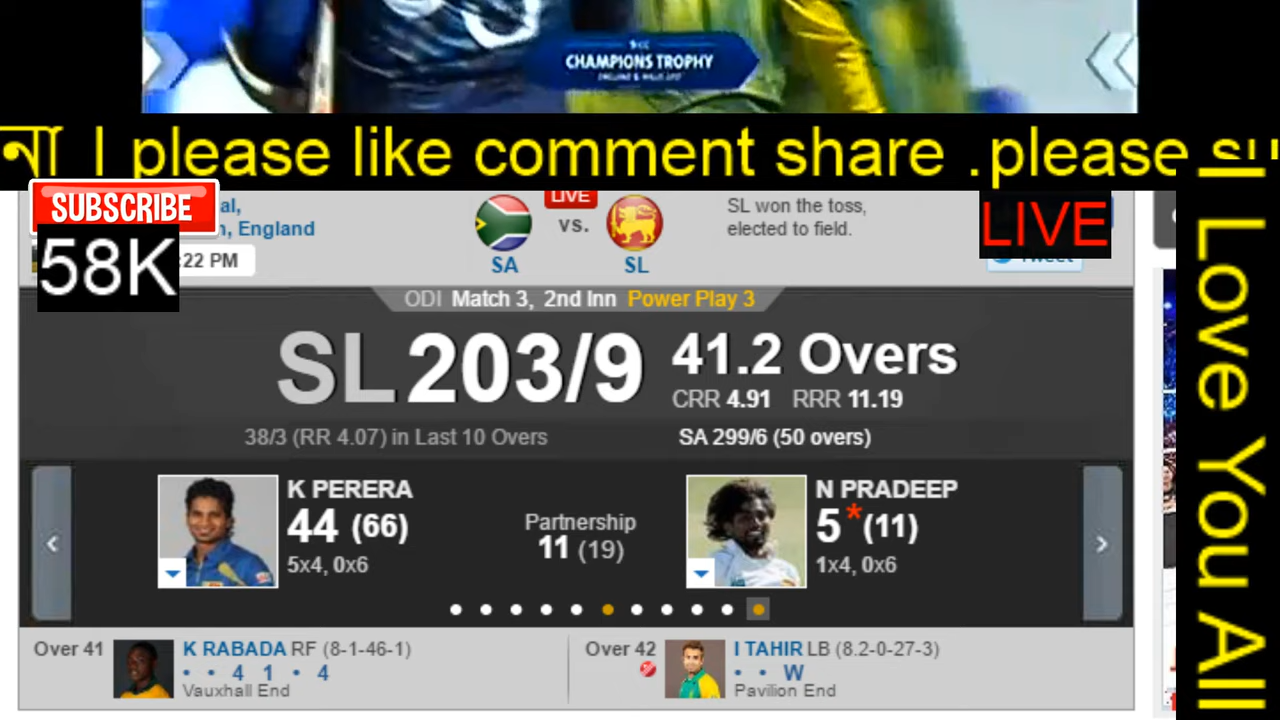 CHAMPIONS TROPHY
না | please like comment share .please
SUBSCRIBE
58K
al,
n, England
:22 PM
LIVE
vs.
SA
SL
SL won the toss,
elected to field.
LIVE
Tweet
I Love You All
ODI Match 3, 2nd Inn Power Play 3
SL 203/9
41.2 Overs
CRR 4.91 RRR 11.19
38/3 (RR 4.07) in Last 10 Overs
SA 299/6 (50 overs)
K PERERA
44 (66)
5x4, 0x6
Partnership
11 (19)
N PRADEEP
5* (11)
1x4, 0x6
Over 41
K RABADA RF (8-1-46-1)
• • 4 1 • 4
Vauxhall End
Over 42
I TAHIR LB (8.2-0-27-3)
• • W
Pavilion End